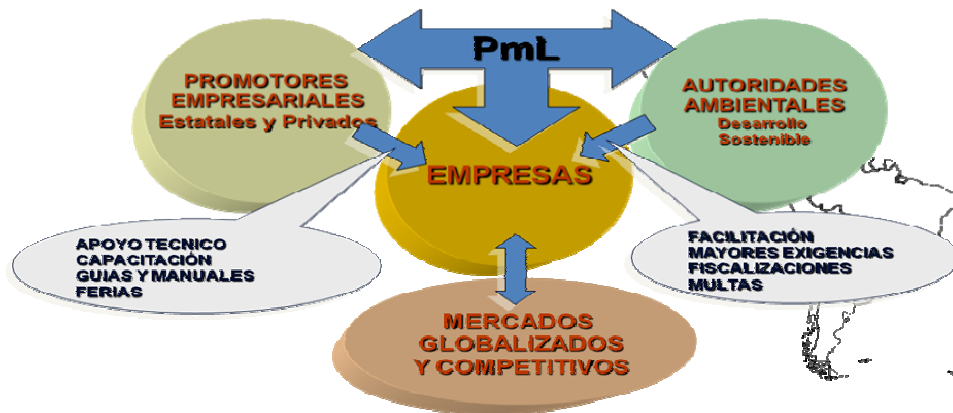 PmL
PROMOTORES
EMPRESARIALES
Estatales y Privados
AUTORIDADES
AMBIENTALES
Desarrollo
Sostenible
EMPRESAS
APOYO TECNICO
CAPACITACIÓN
GUIAS Y MANUALES
FERIAS
FACILITACIÓN
MAYORES EXIGENCIAS
FISCALIZACIONES
MULTAS
MERCADOS
GLOBALIZADOS
Y COMPETITIVOS